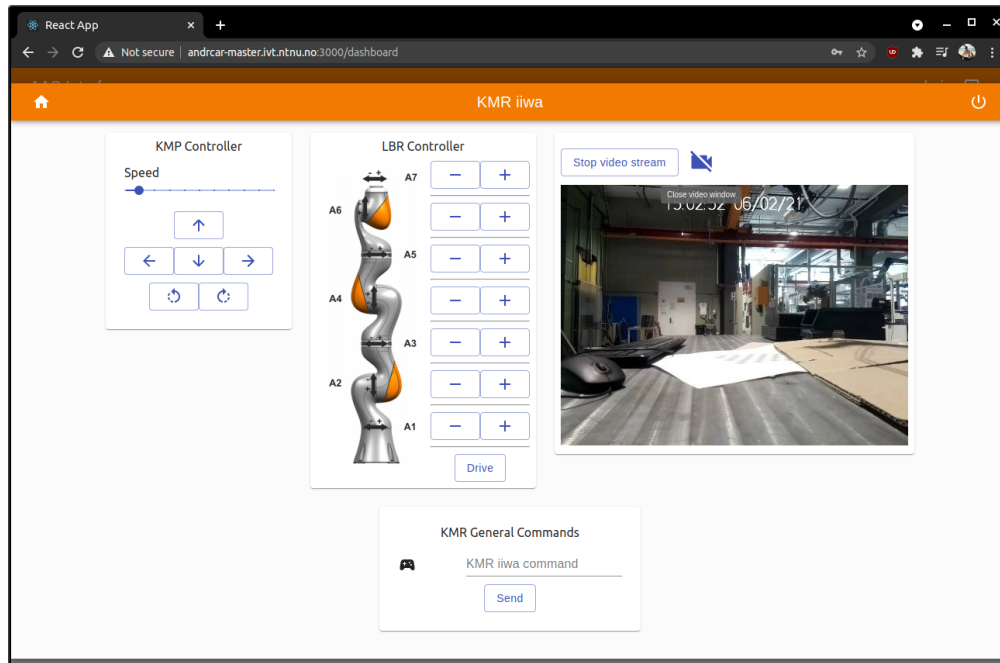 React App
Not secure | andrcar-master.ivt.ntnu.no:3000/dashboard
KMR iiwa
KMP Controller
Speed
LBR Controller
A7
A6
A5
A4
A3
A2
A1
Drive
Stop video stream
Close video window
15:02:52 06/02/21
KMR General Commands
KMR iiwa command
Send